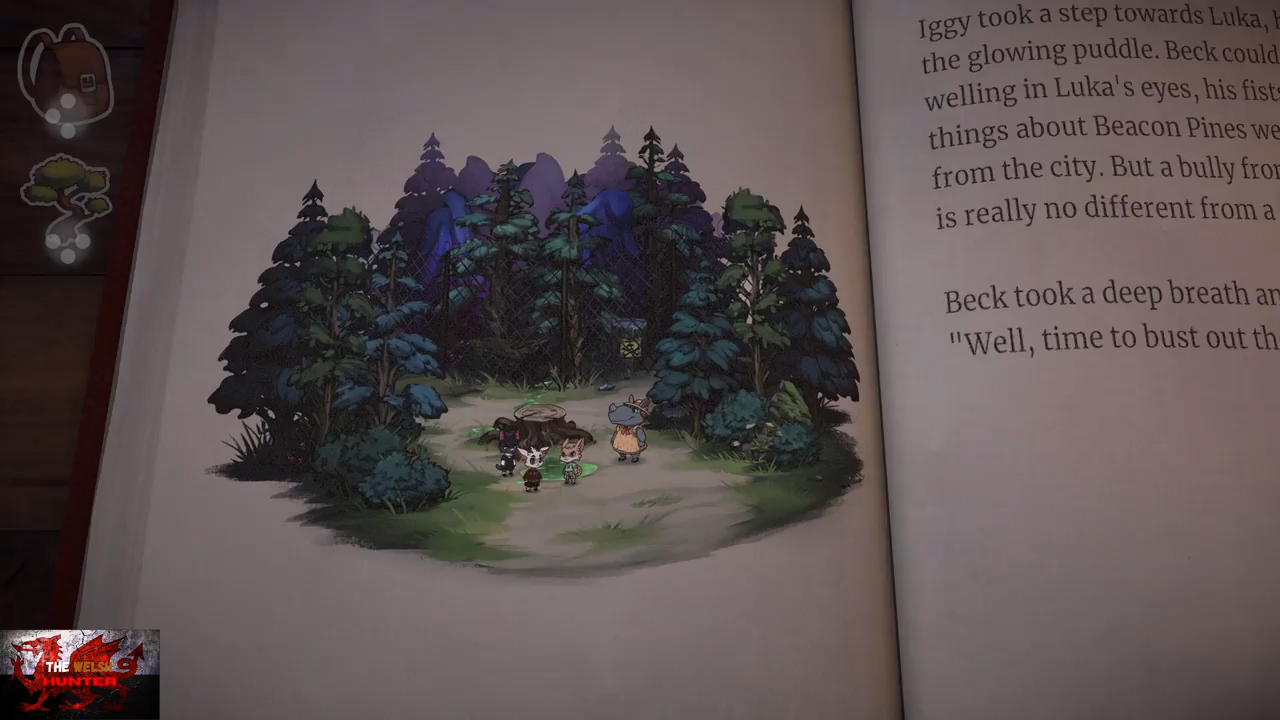 Iggy took a step towards Luka,
the glowing puddle. Beck could
welling in Luka's eyes, his fists
things about Beacon Pines we
from the city. But a bully from
is really no different from a
Beck took a deep breath an
"Well, time to bust out th
THE WELSH
HUNTER